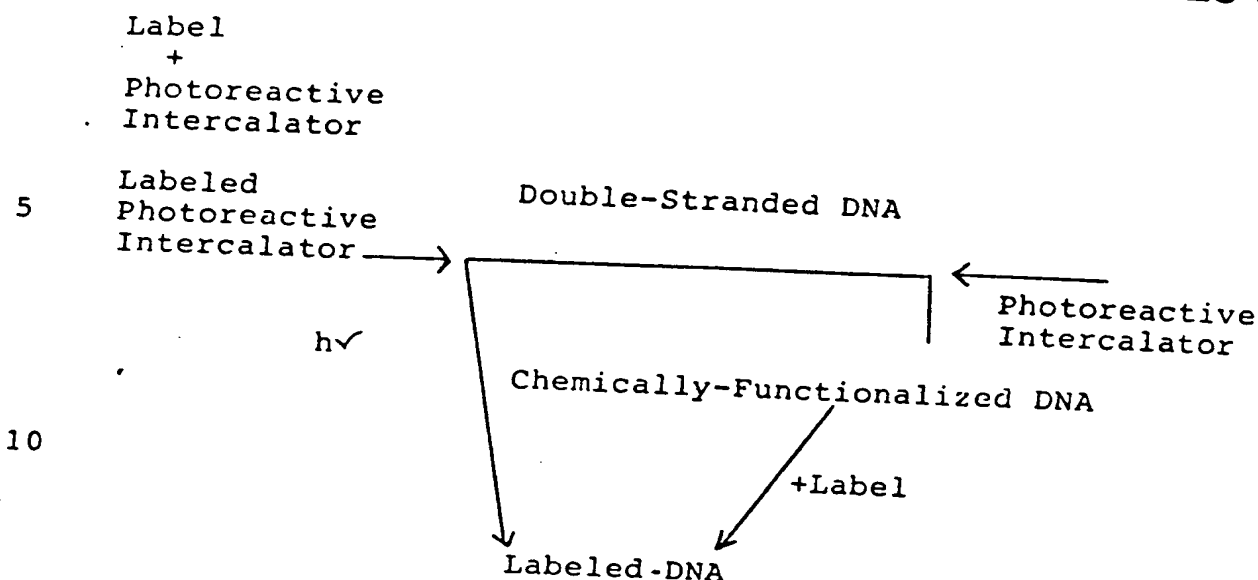 Label
+
Photoreactive
Intercalator
Labeled
5 Photoreactive
Intercalator
Double-Stranded DNA
Photoreactive
Intercalator
h✓
Chemically-Functionalized DNA
10
+Label
Labeled-DNA